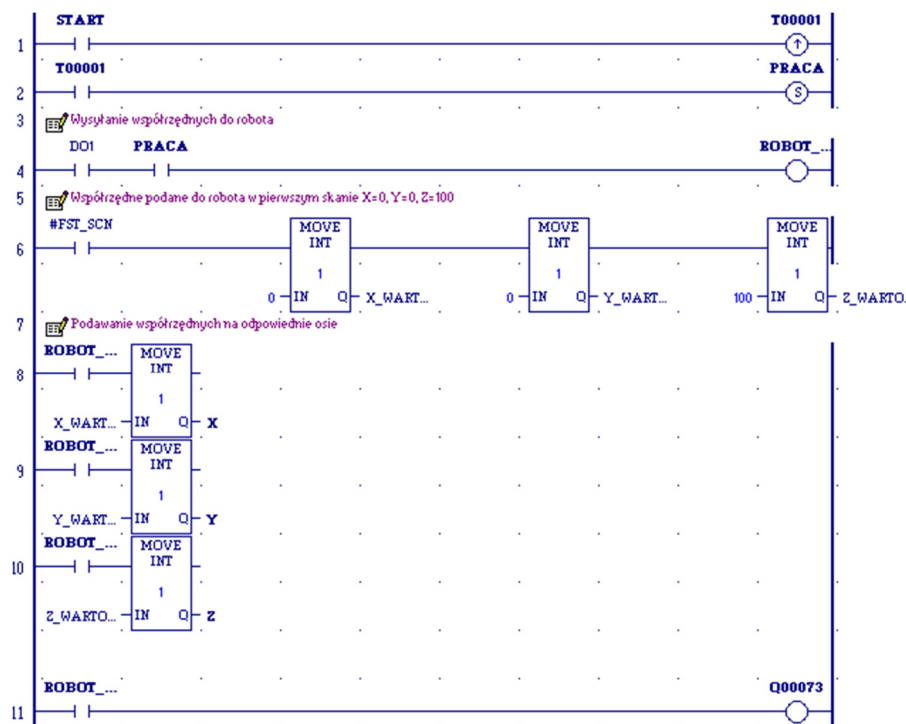 START T00001
1
T00001 PRACA
2
3 Wysyłanie współrzędnych do robota
DO1 PRACA ROBOT_...
4
5 Współrzędne podane do robota w pierwszym skanie X=0, Y=0, Z=100
#FST_SCN MOVE MOVE MOVE
6 INT INT INT
1 1 1
0 IN Q X_WART... 0 IN Q Y_WART... 100 IN Q Z_WARTO.
7 Podawanie współrzędnych na odpowiednie osie
ROBOT_... MOVE
8 INT
1
X_WART... IN Q X
ROBOT_... MOVE
9 INT
1
Y_WART... IN Q Y
ROBOT_... MOVE
10 INT
1
Z_WARTO... IN Q Z
ROBOT_... Q00073
11